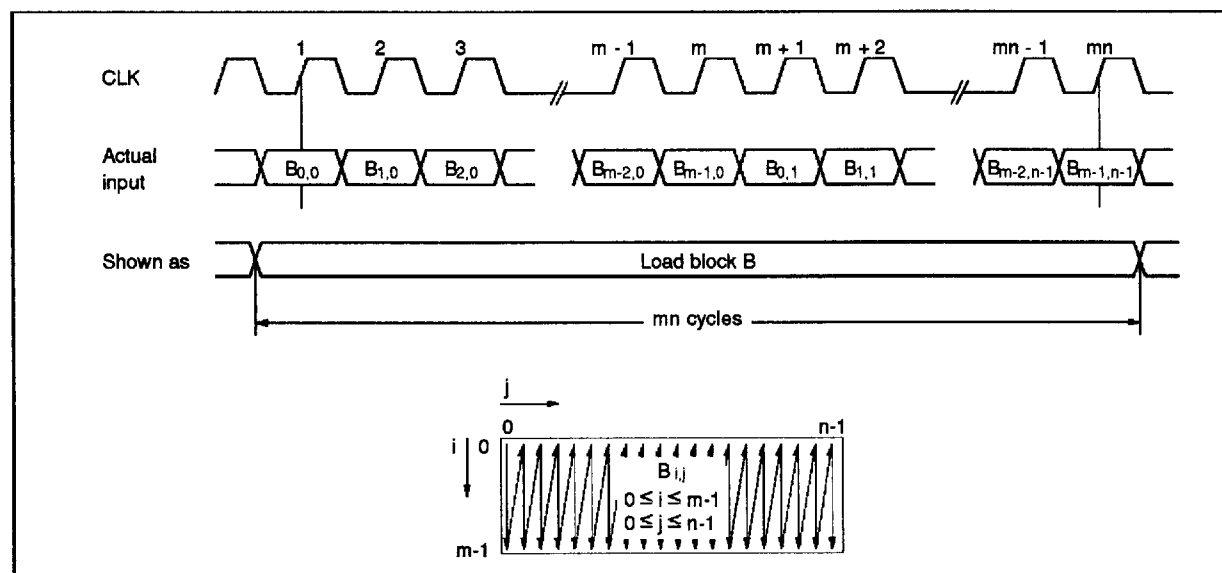 1 2 3 m - 1 m m + 1 m + 2 mn - 1 mn
CLK
Actual input
B0,0 B1,0 B2,0 Bm-2,0 Bm-1,0 B0,1 B1,1 Bm-2,n-1 Bm-1,n-1
Shown as
Load block B
mn cycles
j
0 n-1
i 0
Bi,j
0 ≤ i ≤ m-1
0 ≤ j ≤ n-1
m-1